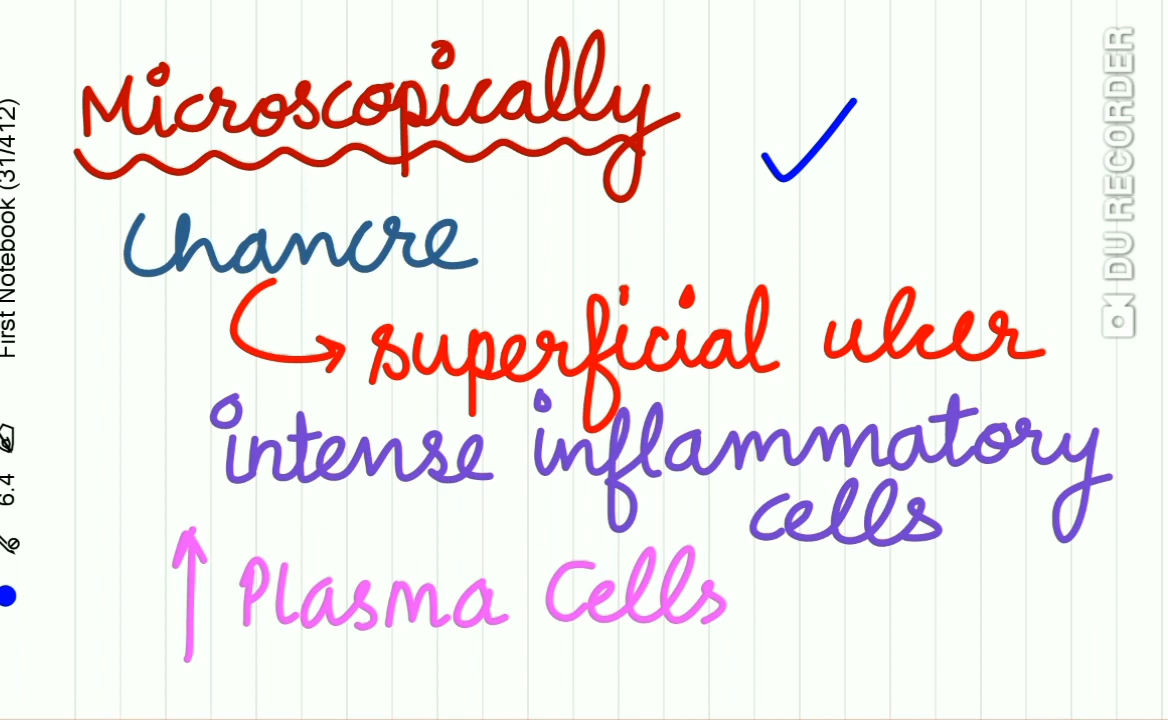 Microscopically
Chancre
superficial ulcer
intense inflammatory
cells
↑ Plasma Cells
First Notebook (31/412)
6.4
DU RECORDER